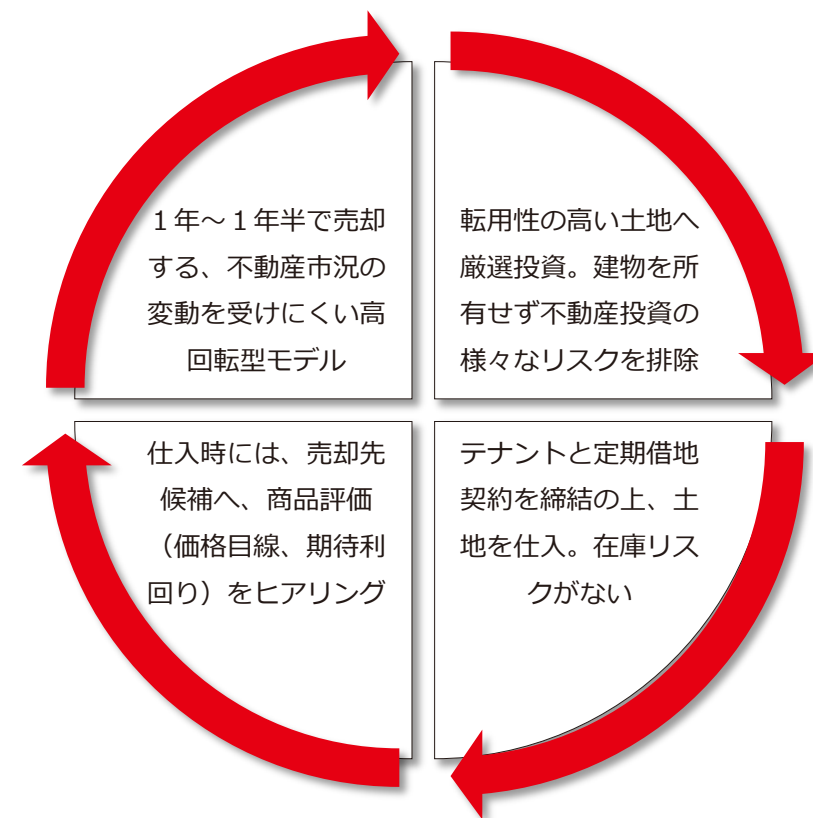 １年～１年半で売却
する、不動産市況の
変動を受けにくい高
回転型モデル
転用性の高い土地へ
厳選投資。建物を所
有せず不動産投資の
様々なリスクを排除
仕入時には、売却先
候補へ、商品評価
（価格目線、期待利
回り）をヒアリング
テナントと定期借地
契約を締結の上、土
地を仕入。在庫リス
クがない